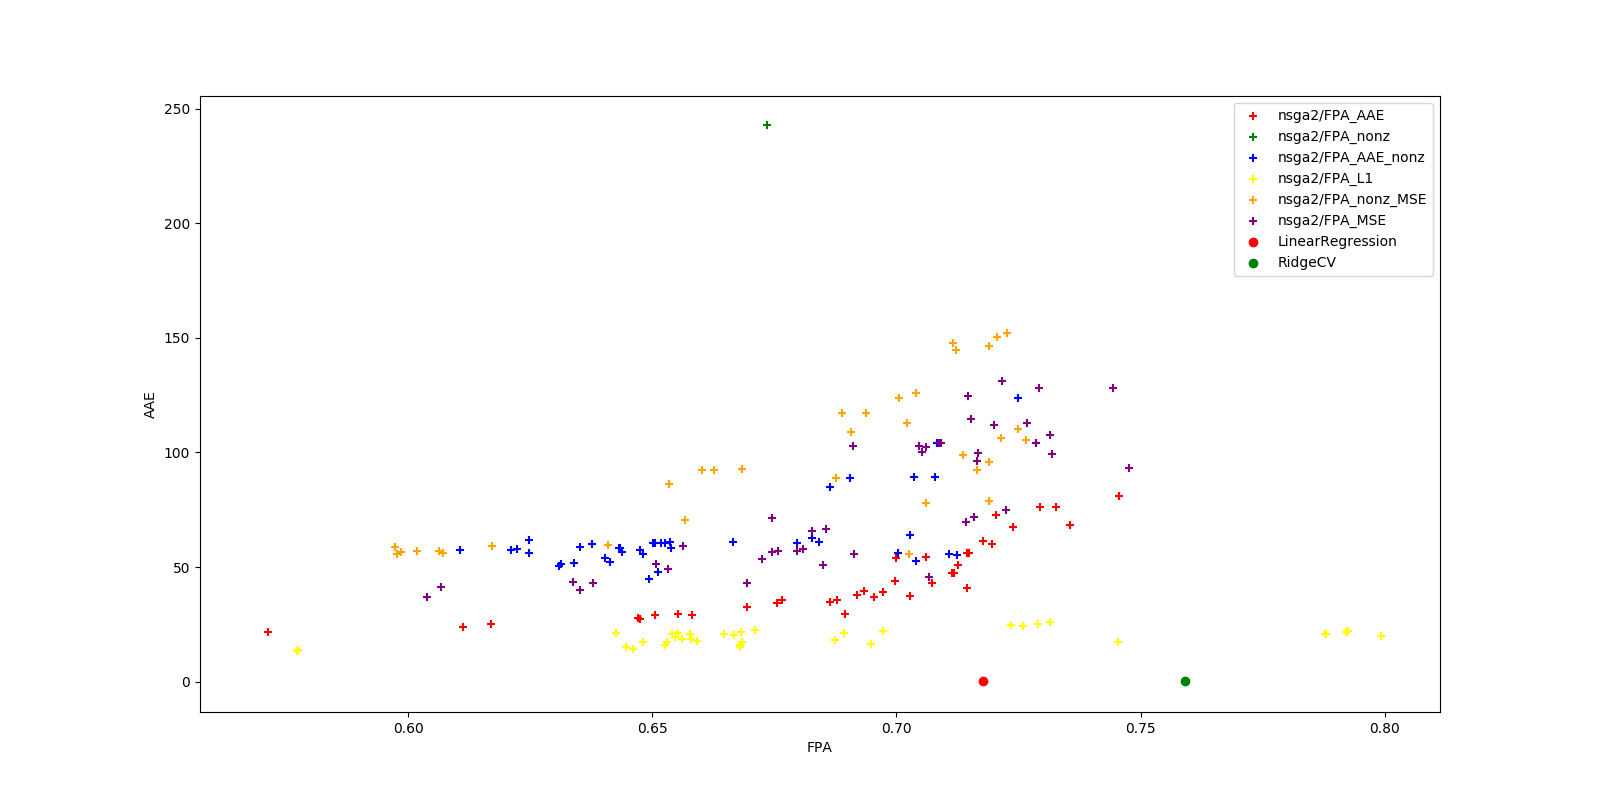 250
200
150
100
50
0
AAE
0.60
0.65
0.70
0.75
0.80
FPA
nsga2/FPA_AAE
nsga2/FPA_nonz
nsga2/FPA_AAE_nonz
nsga2/FPA_L1
nsga2/FPA_nonz_MSE
nsga2/FPA_MSE
LinearRegression
RidgeCV